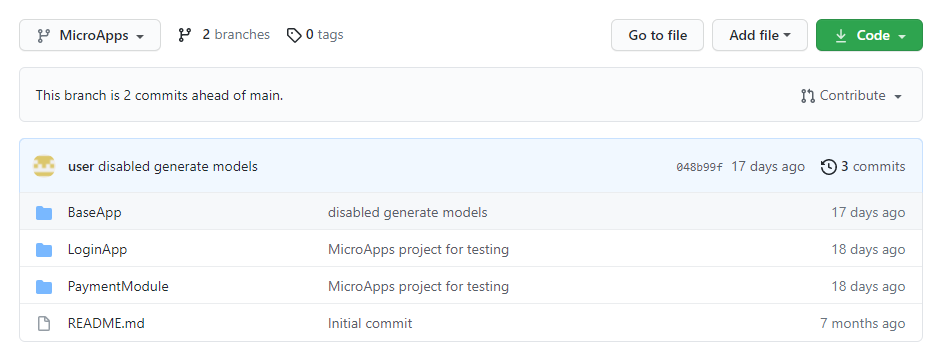 MicroApps 2 branches 0 tags Go to file Add file Code
This branch is 2 commits ahead of main. Contribute
user disabled generate models 048b99f 17 days ago 3 commits
BaseApp disabled generate models 17 days ago
LoginApp MicroApps project for testing 18 days ago
PaymentModule MicroApps project for testing 18 days ago
README.md Initial commit 7 months ago